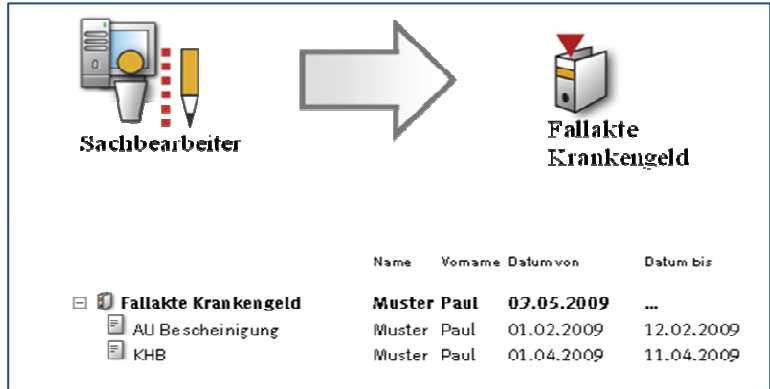 Sachbearbeiter
Fallakte
Krankengeld
Name Vorname Datum von Datum bis
Fallakte Krankengeld Muster Paul 03.05.2009 ...
AU Bescheinigung Muster Paul 01.02.2009 12.02.2009
KHB Muster Paul 01.04.2009 11.04.2009